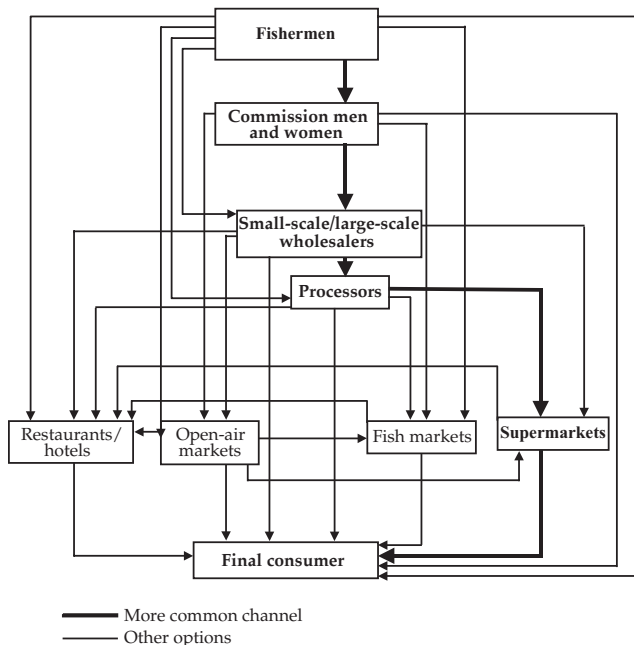 Fishermen
Commission men
and women
Small-scale/large-scale
wholesalers
Processors
Restaurants/
hotels
Open-air
markets
Fish markets
Supermarkets
Final consumer
More common channel
Other options